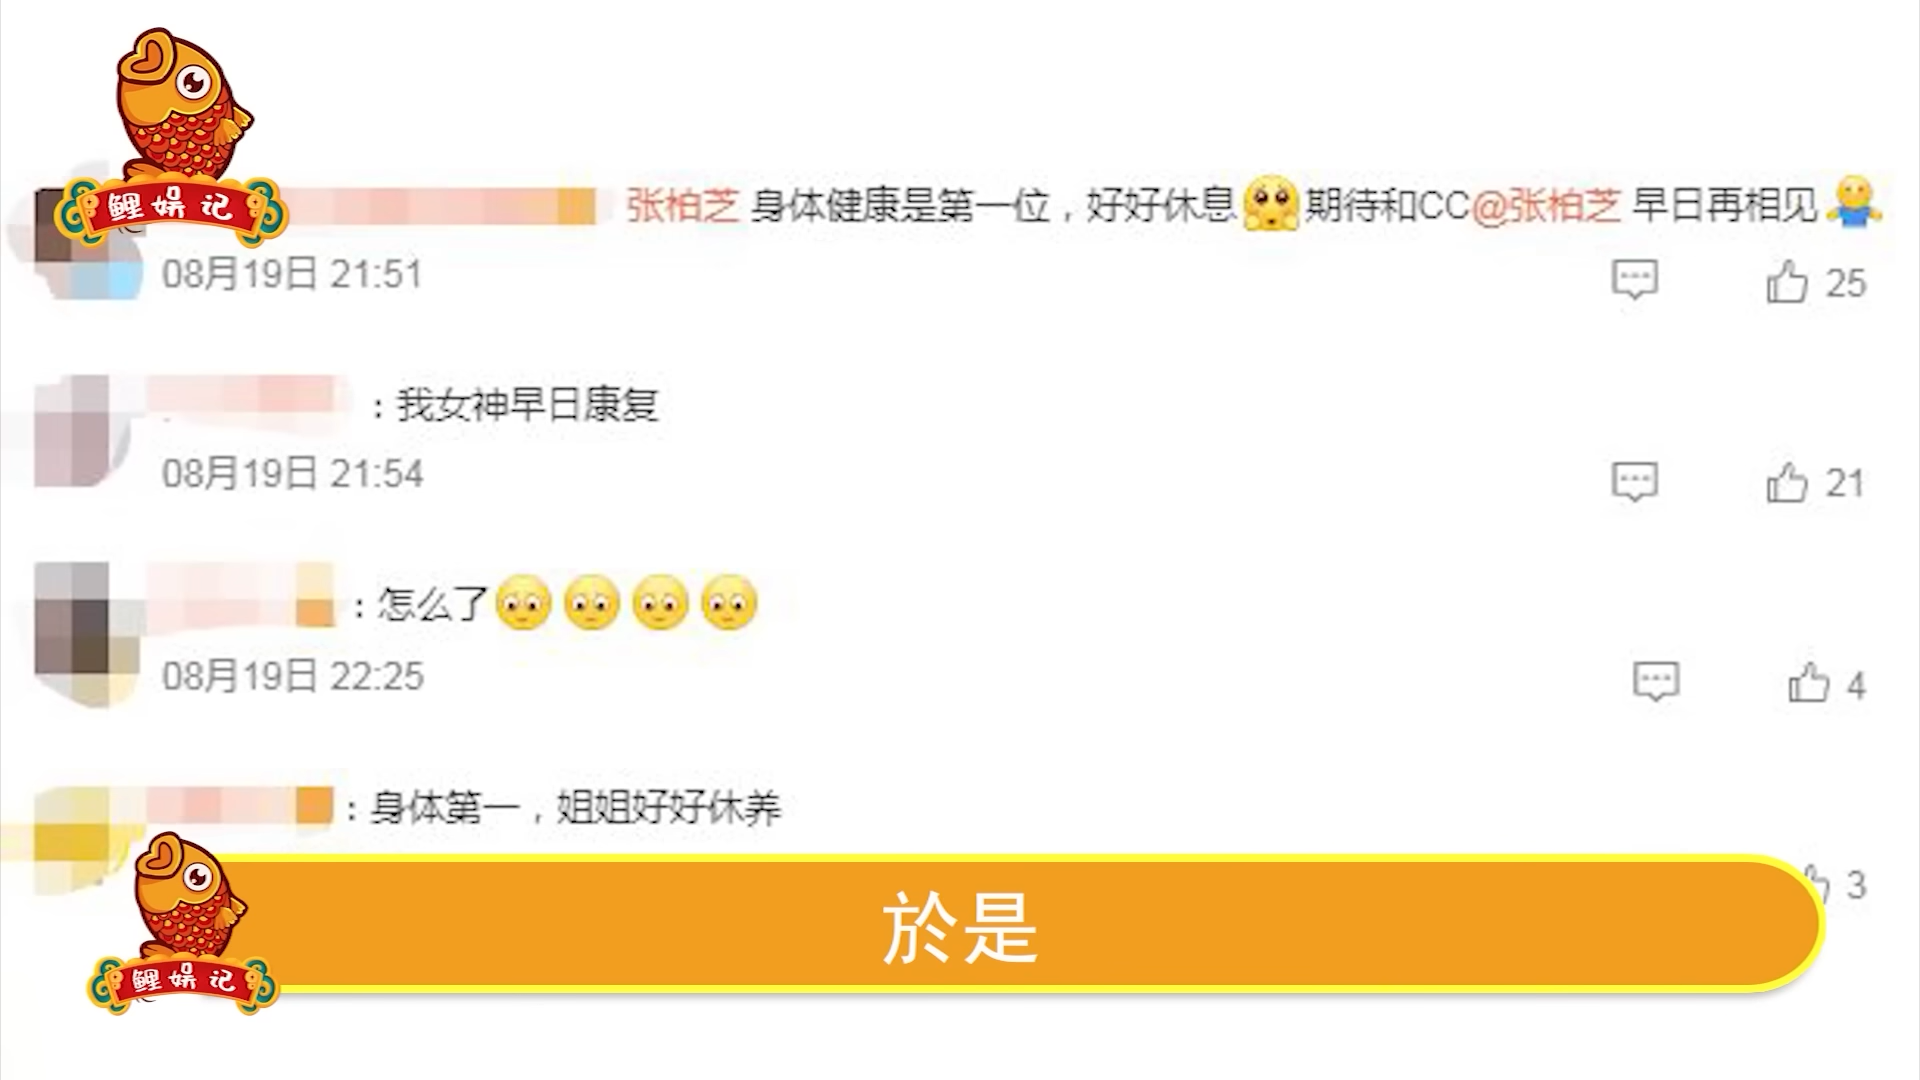 鲤娱记
张柏芝 身体健康是第一位，好好休息🥺期待和CC@张柏芝 早日再相见
08月19日 21:51
25
：我女神早日康复
08月19日 21:54
21
：怎么了
08月19日 22:25
4
：身体第一，姐姐好好休养
3
於是
鲤娱记